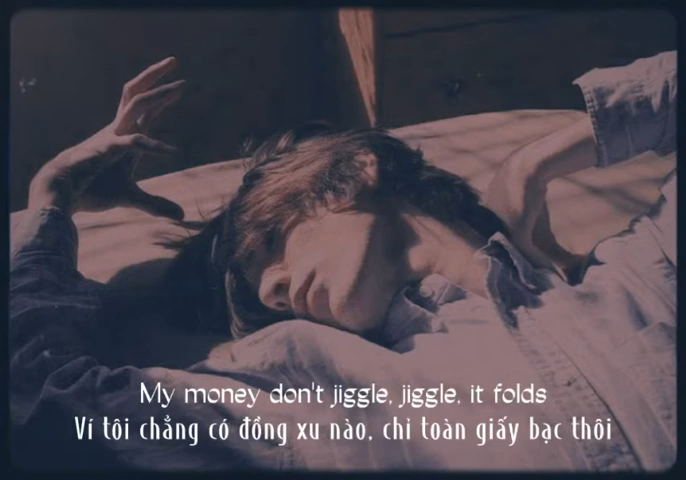 My money don't jiggle, jiggle, it folds
Ví tôi chẳng có đồng xu nào, chỉ toàn giấy bạc thôi